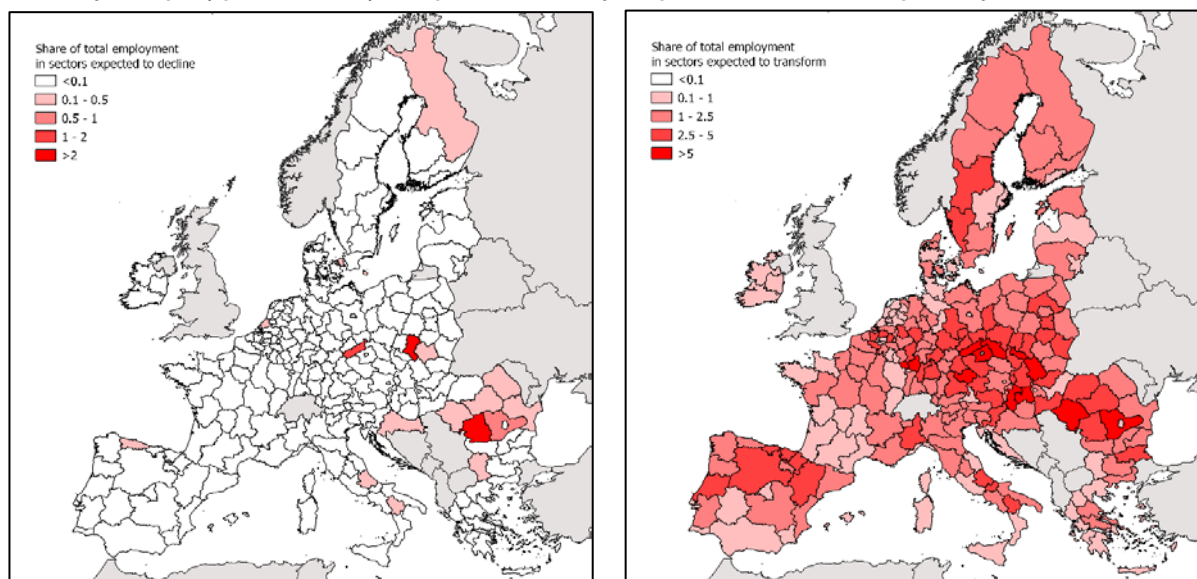 Share of total employment
in sectors expected to decline
<0.1
0.1 - 0.5
0.5 - 1
1 - 2
>2
Share of total employment
in sectors expected to transform
<0.1
0.1 - 1
1 - 2.5
2.5 - 5
>5